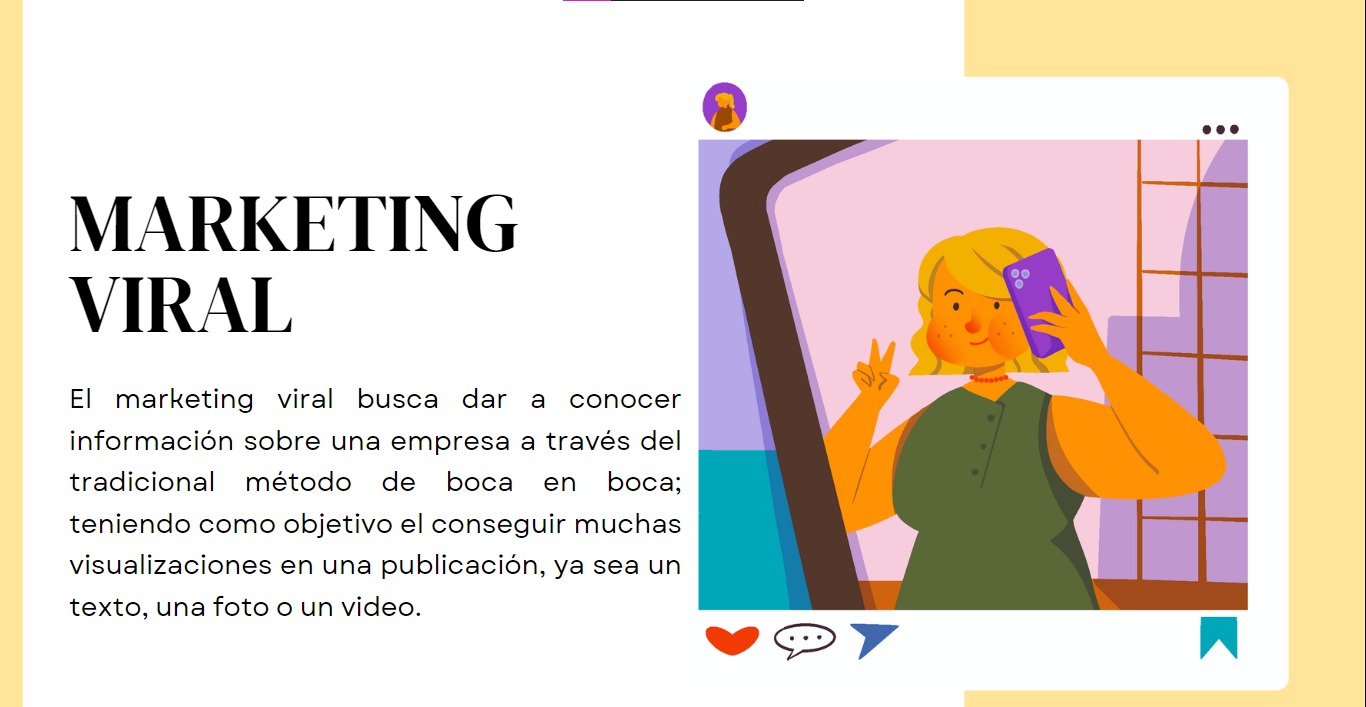 MARKETING
VIRAL
El marketing viral busca dar a conocer
información sobre una empresa a través del
tradicional método de boca en boca;
teniendo como objetivo el conseguir muchas
visualizaciones en una publicación, ya sea un
texto, una foto o un video.